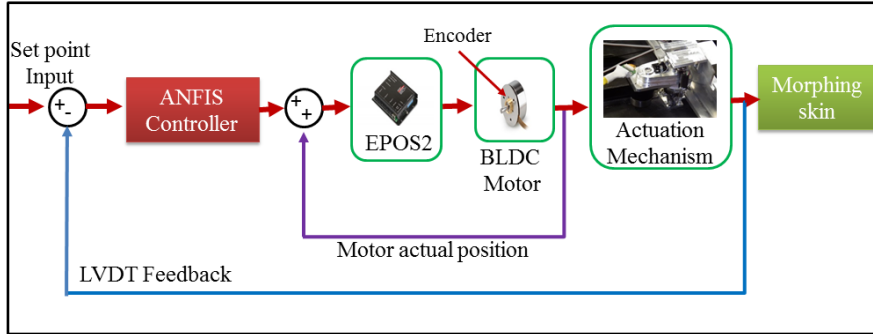 Set point
Input
Encoder
+
-
ANFIS
Controller
+
+
EPOS2
BLDC
Motor
Actuation
Mechanism
Morphing
skin
Motor actual position
LVDT Feedback